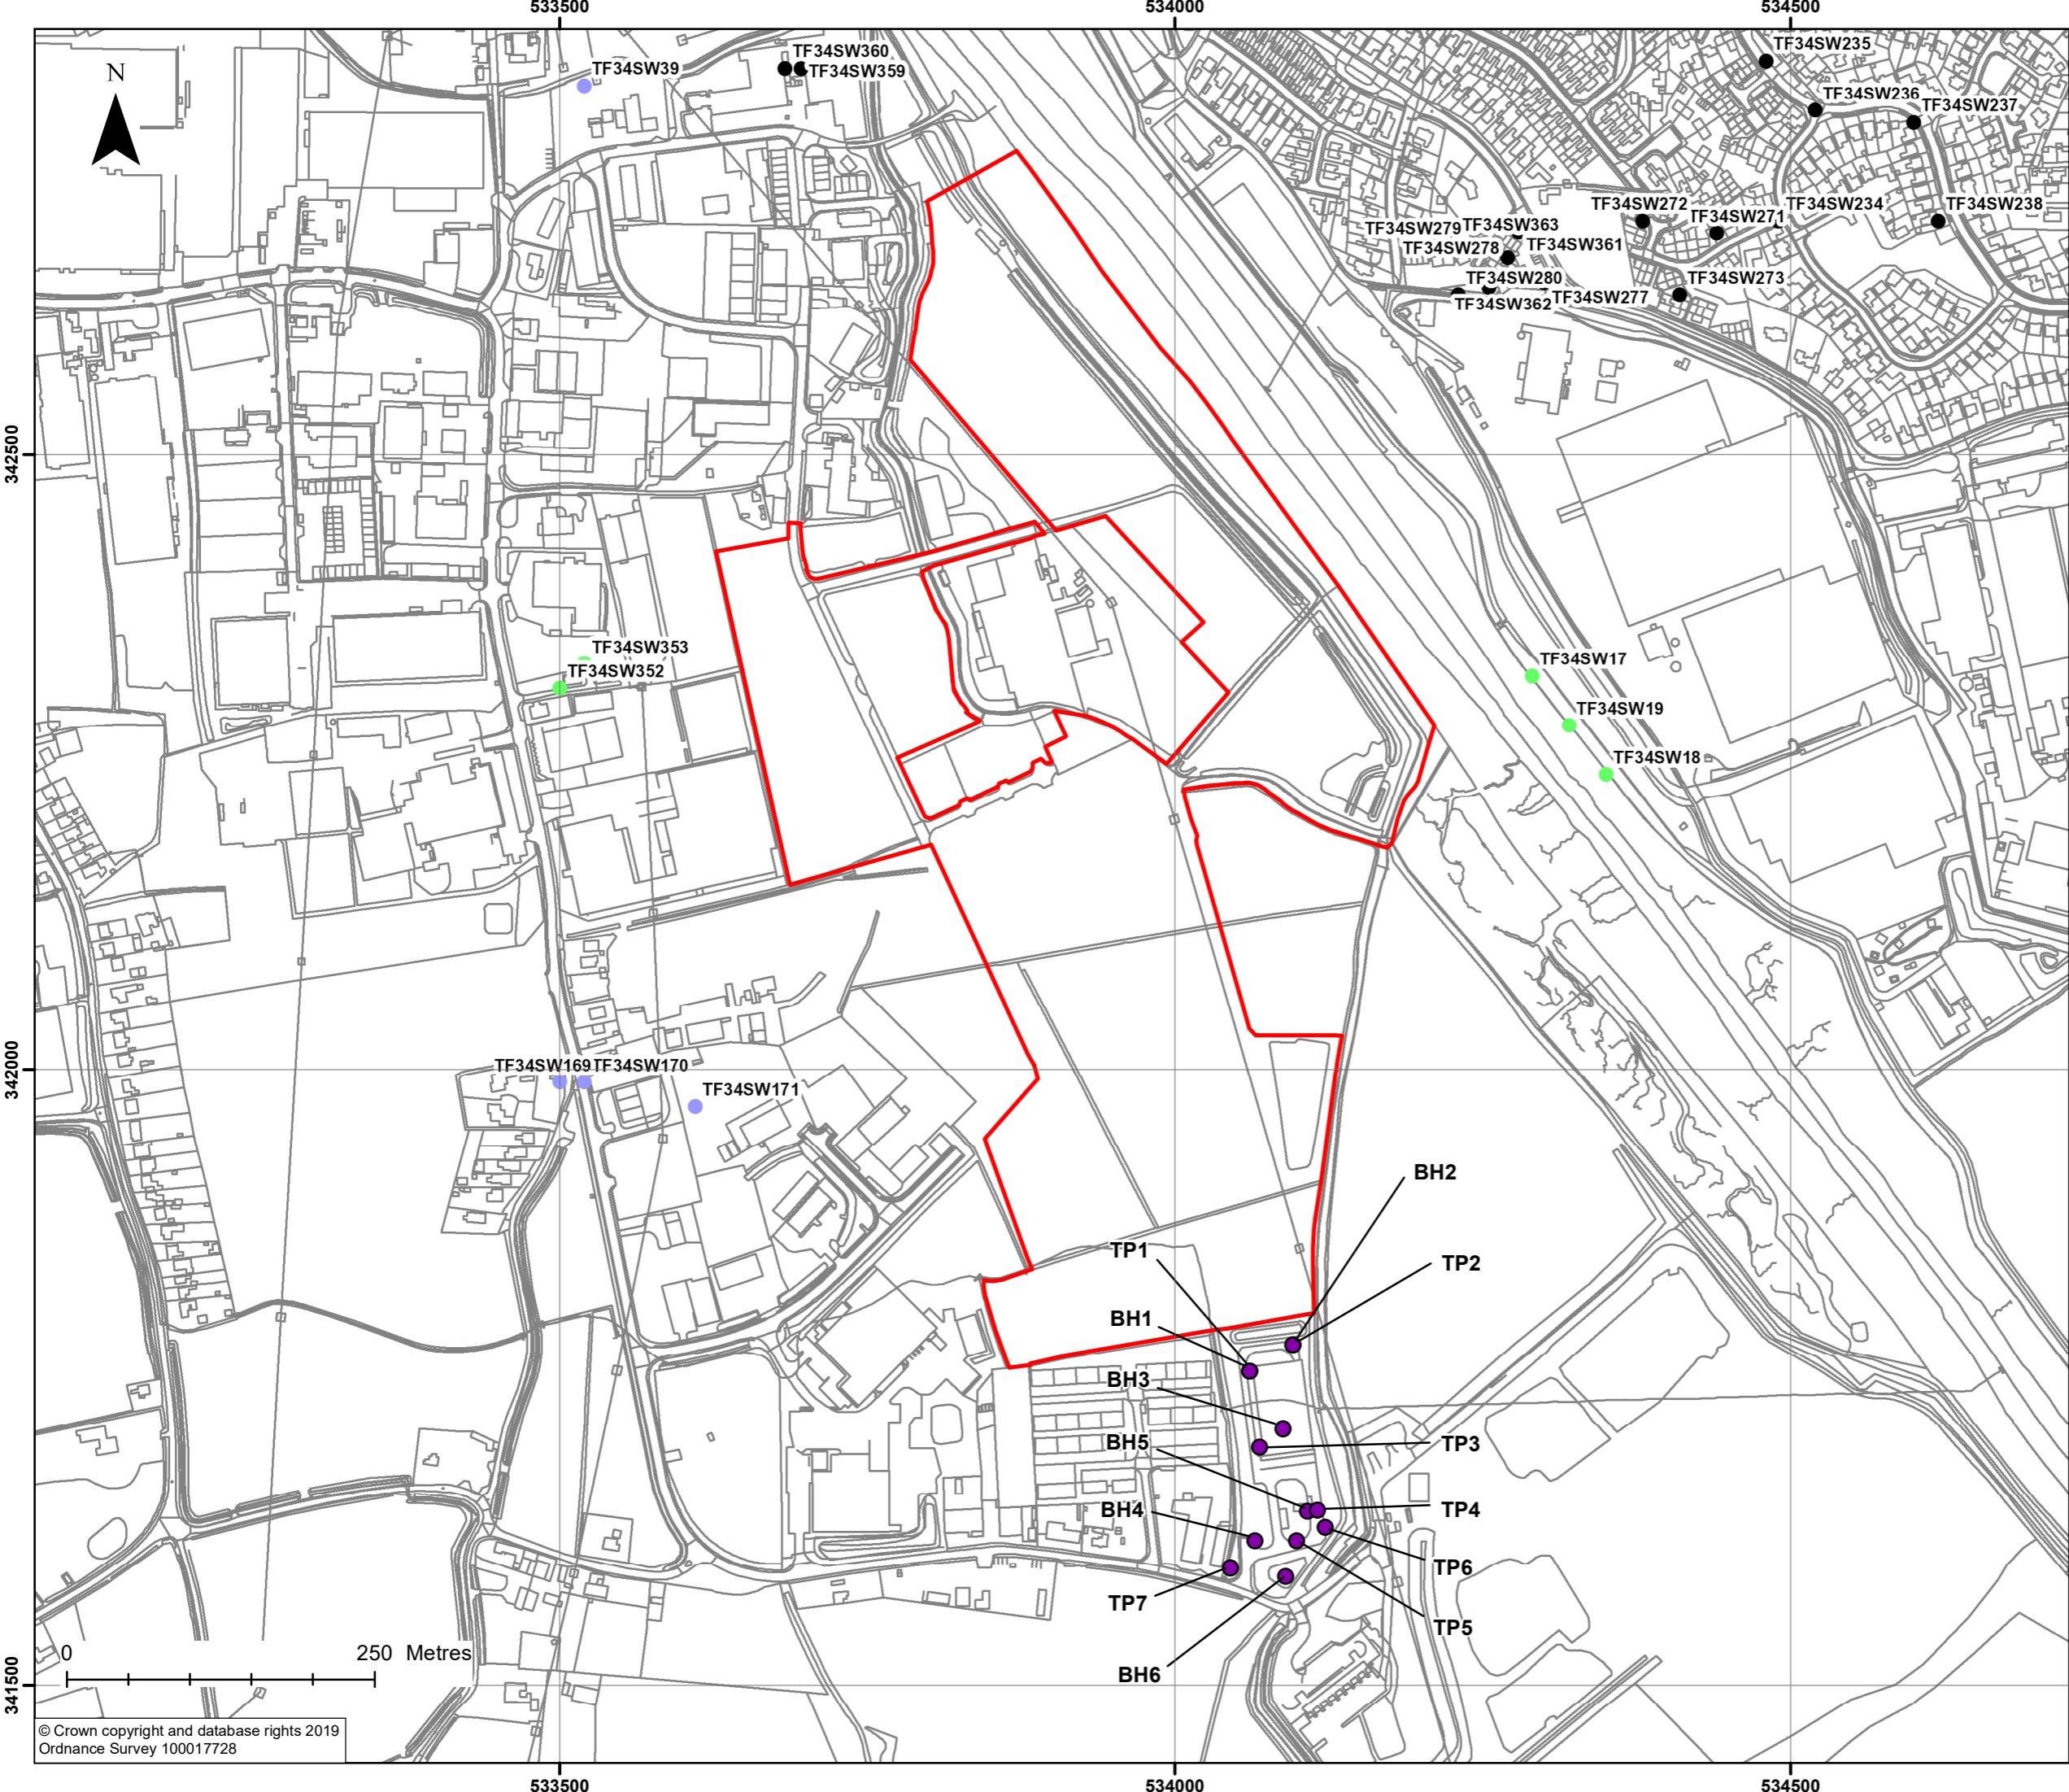 533500
534000
534500
TF34SW235
TF34SW360
TF34SW39
TF34SW359
N
TF34SW236
TF34SW237
TF34SW272
TF34SW234
TF34SW238
TF34SW271
TF34SW279
TF34SW363
TF34SW278
TF34SW361
TF34SW280
TF34SW273
TF34SW362
TF34SW277
342500
TF34SW353
TF34SW352
TF34SW17
TF34SW19
TF34SW18
342000
TF34SW169
TF34SW170
TF34SW171
BH2
TP1
TP2
BH1
BH3
BH5
TP3
BH4
TP4
TP6
TP7
TP5
BH6
0
250 Metres
341500
© Crown copyright and database rights 2019
Ordnance Survey 100017728
533500
534000
534500